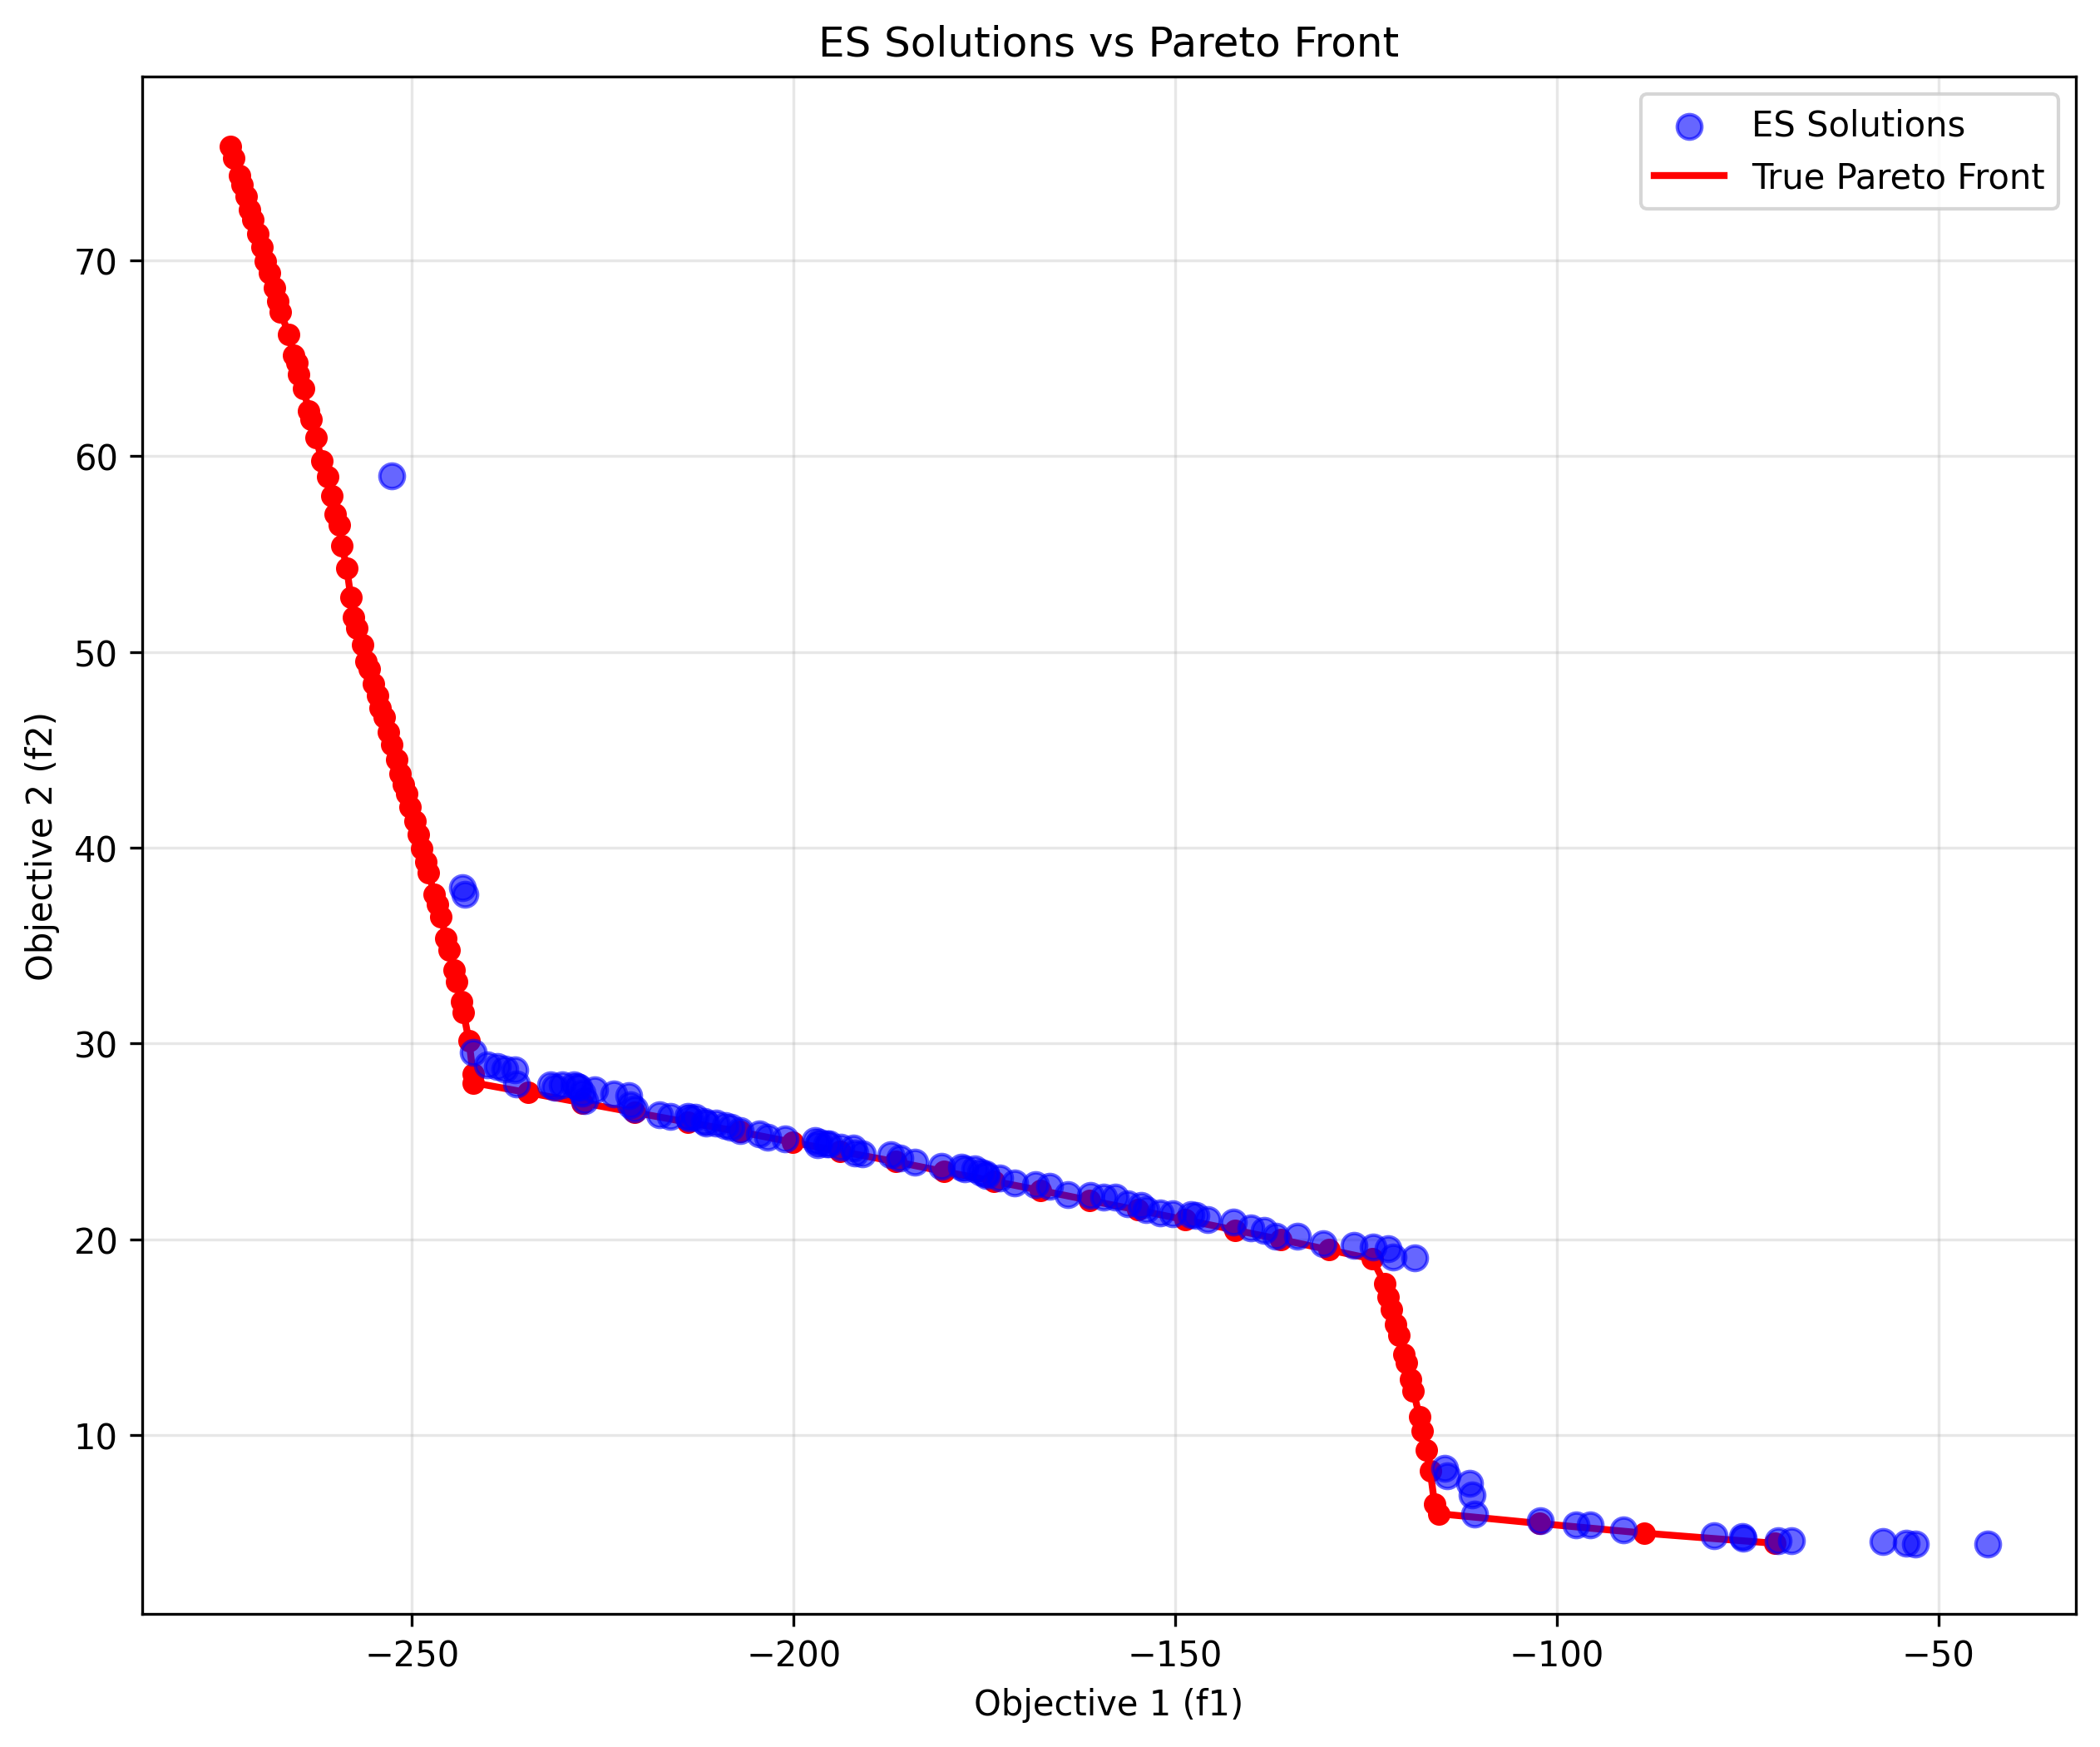 ES Solutions vs Pareto Front
ES Solutions
True Pareto Front
Objective 2 (f2)
70
60
50
40
30
20
10
−250
−200
−150
−100
−50
Objective 1 (f1)